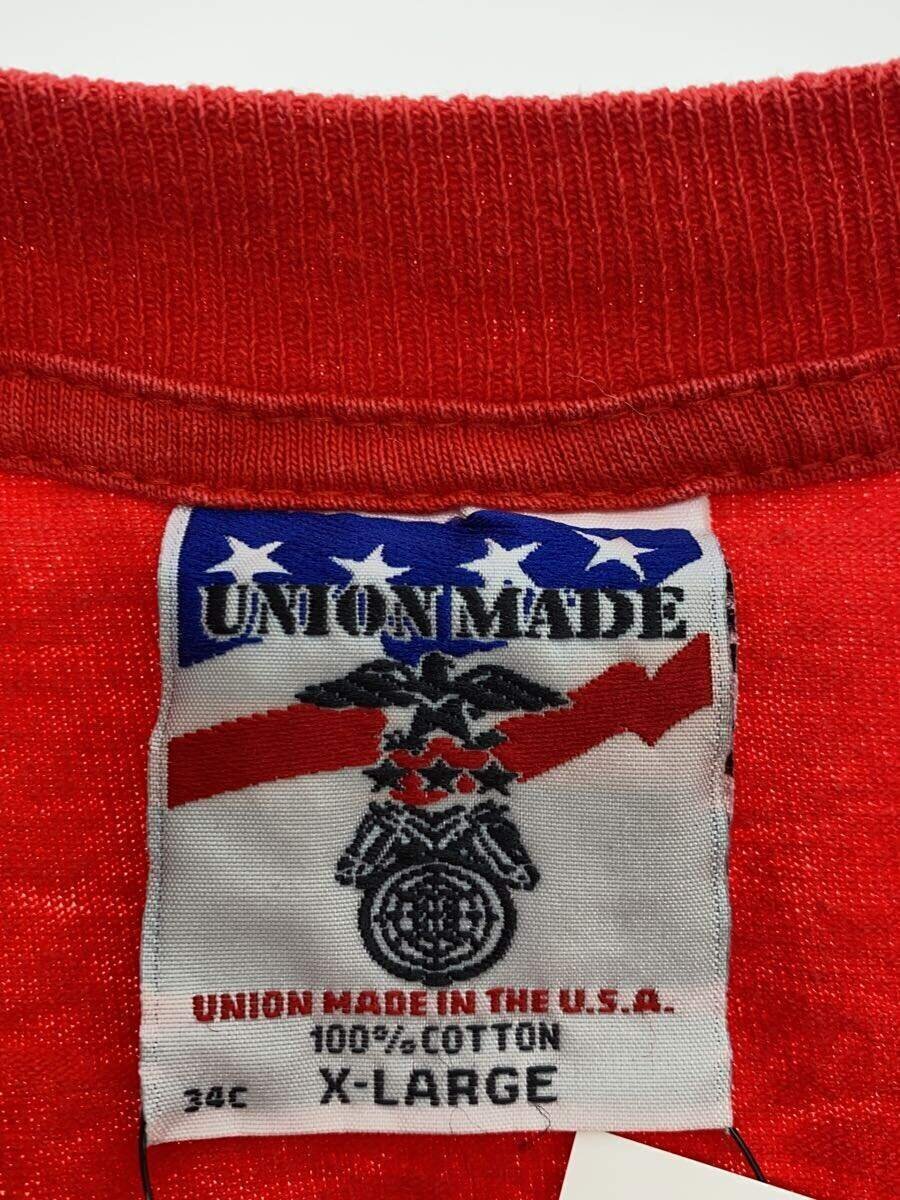 UNION MADE
UNION MADE IN THE U.S.A.
100% COTTON
34C X-LARGE